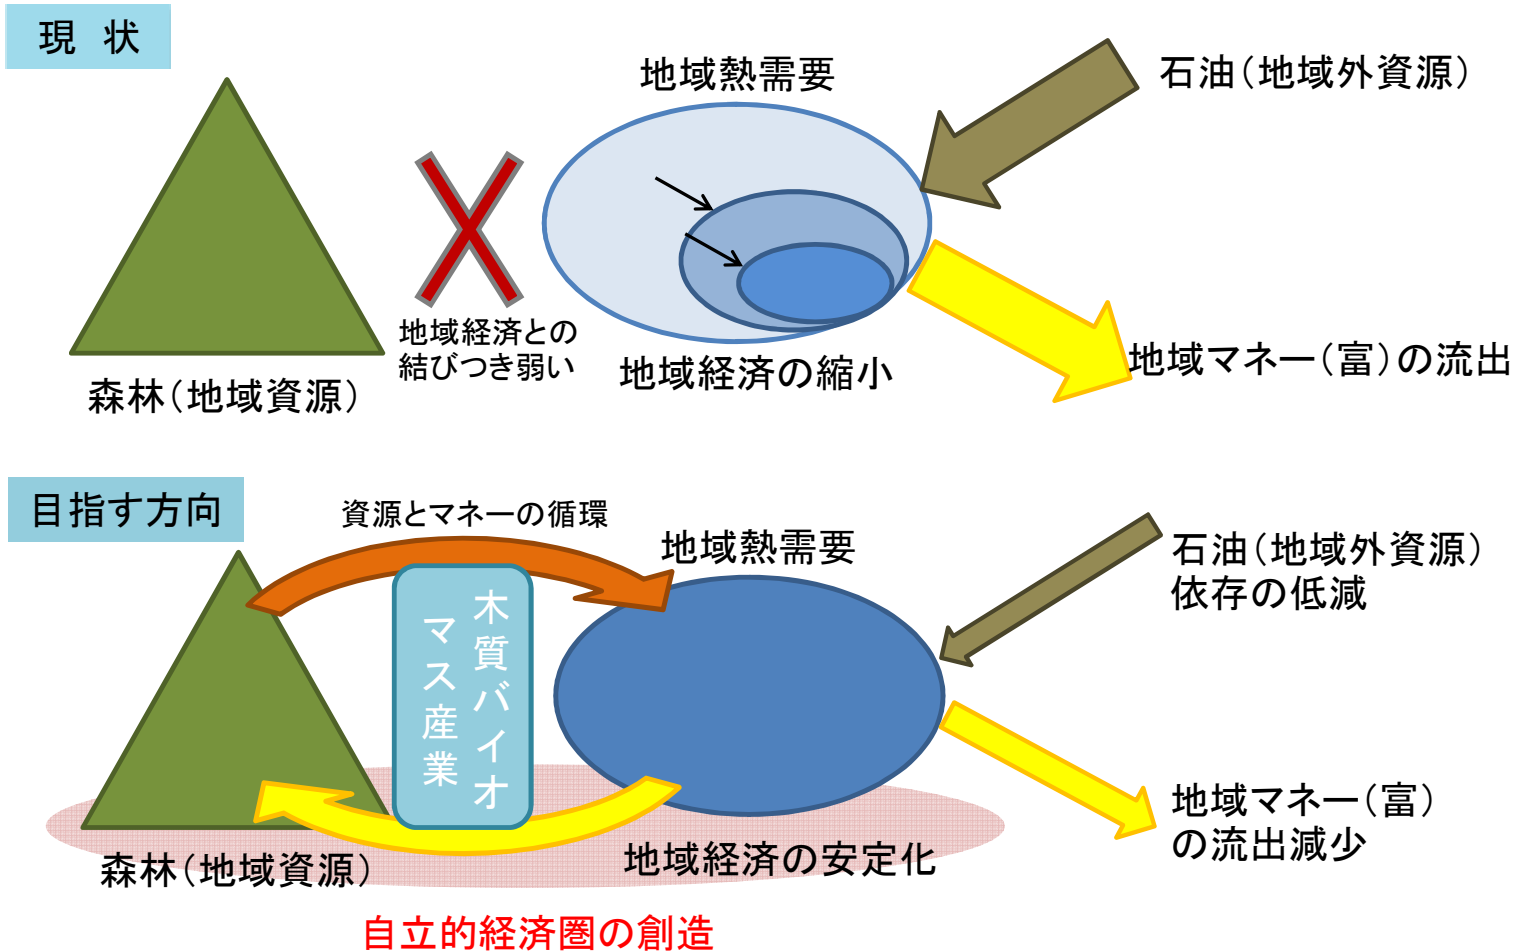 現 状
地域熱需要
石油（地域外資源）
地域経済との
結びつき弱い
森林（地域資源）
地域経済の縮小
地域マネー（富）の流出
目指す方向
資源とマネーの循環
地域熱需要
石油（地域外資源）
依存の低減
木質バイオ
マス産業
地域マネー（富）
の流出減少
森林（地域資源）
地域経済の安定化
自立的経済圏の創造